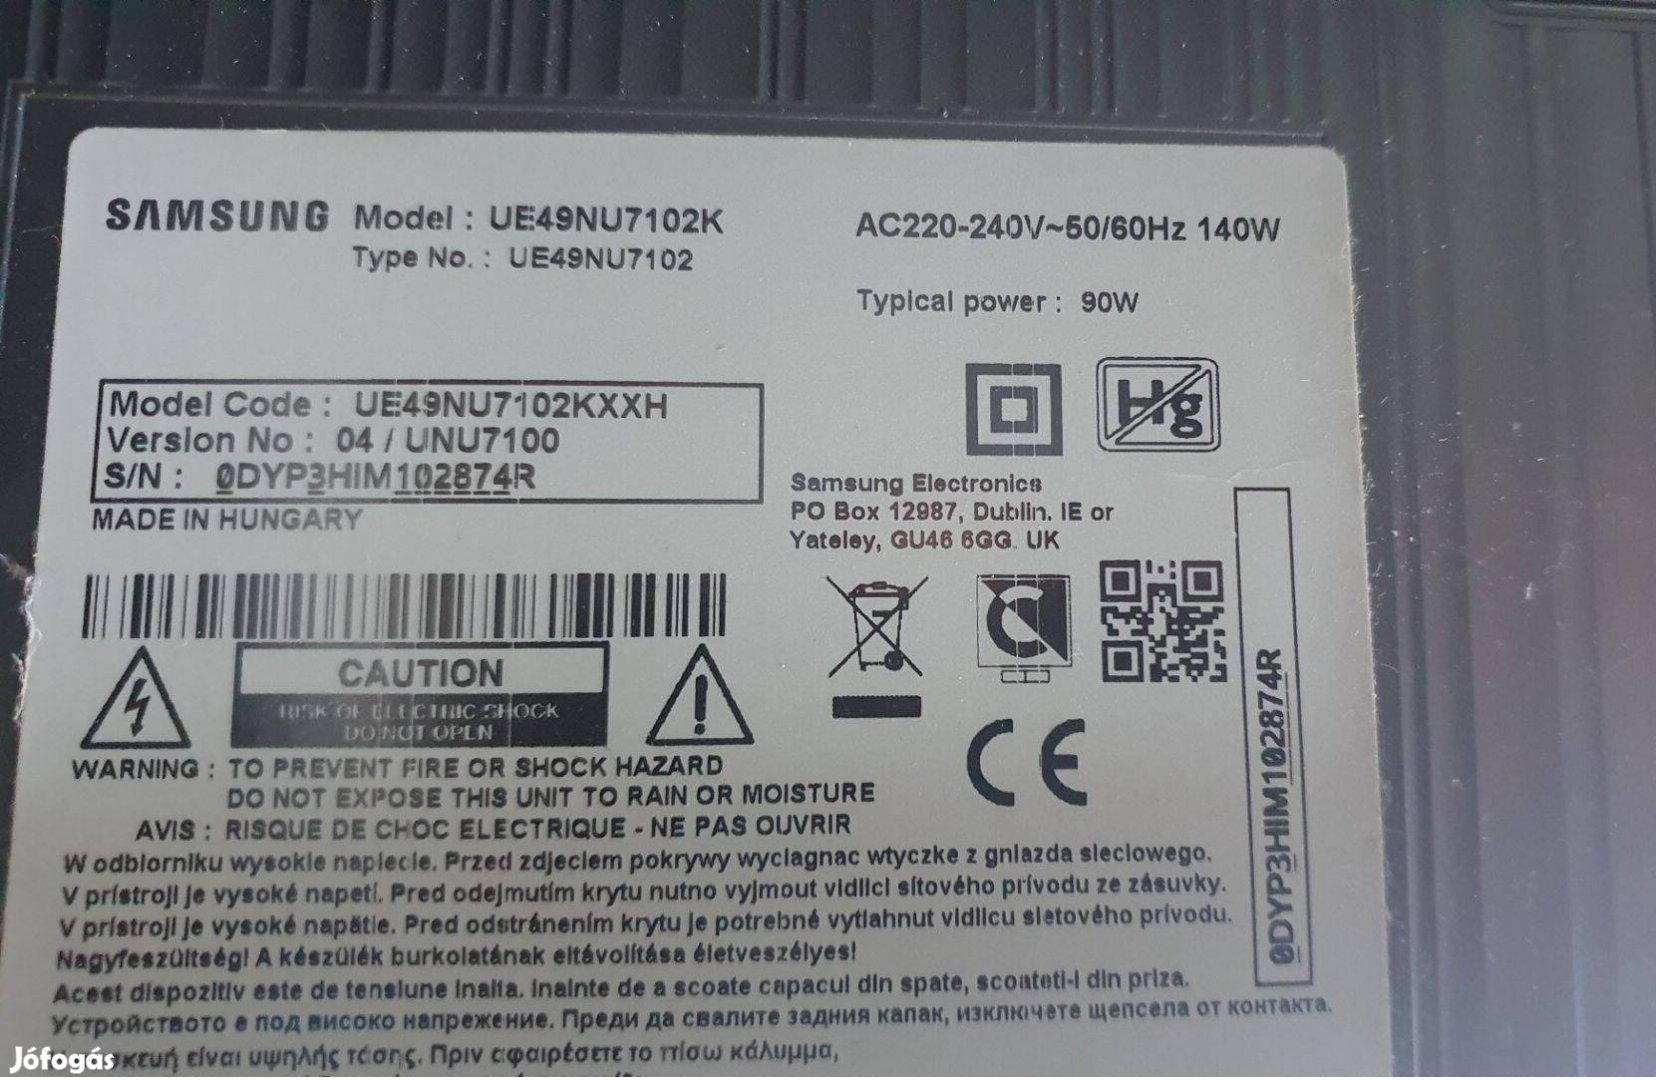 SAMSUNG Model : UE49NU7102K
Type No. : UE49NU7102
AC220-240V~50/60Hz 140W
Typical power : 90W
Model Code : UE49NU7102KXXH
Version No : 04 / UNU7100
S/N : 0DYP3HIM102874R
MADE IN HUNGARY
Hg
Samsung Electronics
PO Box 12987, Dublin. IE or
Yateley, GU46 6GG. UK
CAUTION
RISK OF ELECTRIC SHOCK
DO NOT OPEN
C
CE
0DYP3HIM102874R
WARNING : TO PREVENT FIRE OR SHOCK HAZARD
DO NOT EXPOSE THIS UNIT TO RAIN OR MOISTURE
AVIS : RISQUE DE CHOC ELECTRIQUE - NE PAS OUVRIR
W odbiorniku wysokie napiecie. Przed zdjeciem pokrywy wyciagnac wtyczke z gniazda sieciowego.
V prístroji je vysoké napetí. Pred odejmutím krytu nutno vyjmout vidlici sítového prívodu ze zásuvky.
V prístroji je vysoké napätie. Pred odstránením krytu je potrebné vytiahnut vidlicu sietového prívodu.
Nagyfeszültség! A készülék burkolatának eltávolítása életveszélyes!
Acest dispozitiv este de tensiune inalta. Inainte de a scoate capacul din spate, scoateti-l din priza.
Устройството е под високо напрежение. Преди да свалите задния капак, изключете щепсела от контакта.
είναι υψηλής τάσης. Πριν αφαιρέσετε το πίσω κάλυμμα,
Jófogás